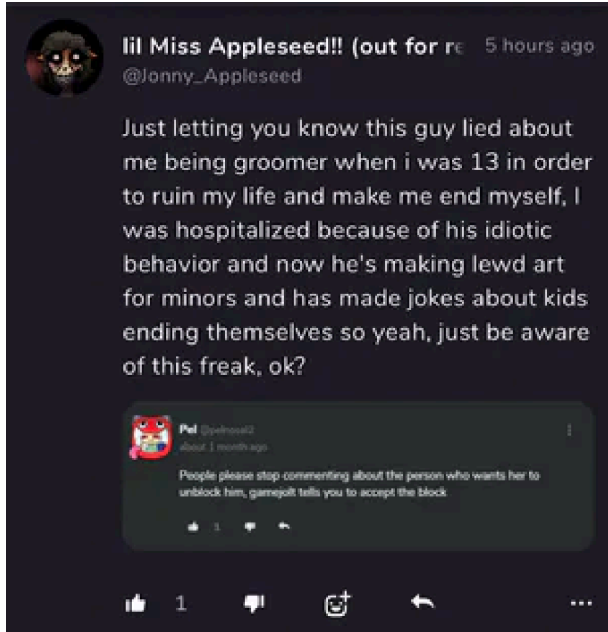 lil Miss Appleseed!! (out for re 5 hours ago
@Jonny_Appleseed
Just letting you know this guy lied about
me being groomer when i was 13 in order
to ruin my life and make me end myself, I
was hospitalized because of his idiotic
behavior and now he's making lewd art
for minors and has made jokes about kids
ending themselves so yeah, just be aware
of this freak, ok?
Pel
about 1 month ago
People please stop commenting about the person who wants her to
unblock him, gamejolt tells you to accept the block
1
1